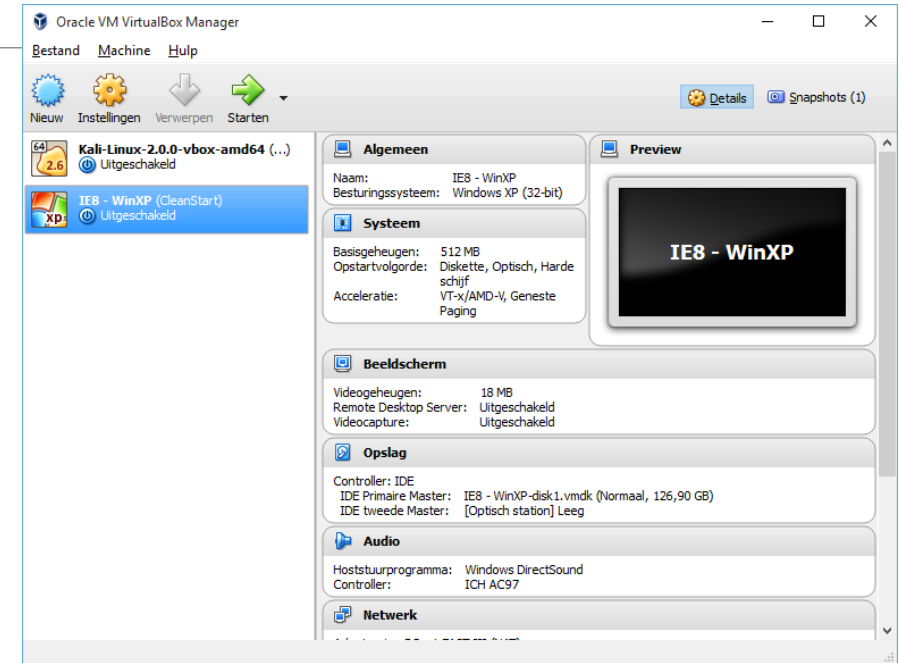 Oracle VM VirtualBox Manager
Bestand Machine Hulp
Nieuw Instellingen Verwerpen Starten
Details Snapshots (1)
64
2.6
Kali-Linux-2.0.0-vbox-amd64 (...)
Uitgeschakeld
xp
IE8 - WinXP (CleanStart)
Uitgeschakeld
Algemeen
Naam: IE8 - WinXP
Besturingssysteem: Windows XP (32-bit)
Systeem
Basisgeheugen: 512 MB
Opstartvolgorde: Diskette, Optisch, Harde
schijf
Acceleratie: VT-x/AMD-V, Geneste
Paging
Preview
IE8 - WinXP
Beeldscherm
Videogeheugen: 18 MB
Remote Desktop Server: Uitgeschakeld
Videocapture: Uitgeschakeld
Opslag
Controller: IDE
IDE Primaire Master: IE8 - WinXP-disk1.vmdk (Normaal, 126,90 GB)
IDE tweede Master: [Optisch station] Leeg
Audio
Hoststuurprogramma: Windows DirectSound
Controller: ICH AC97
Netwerk